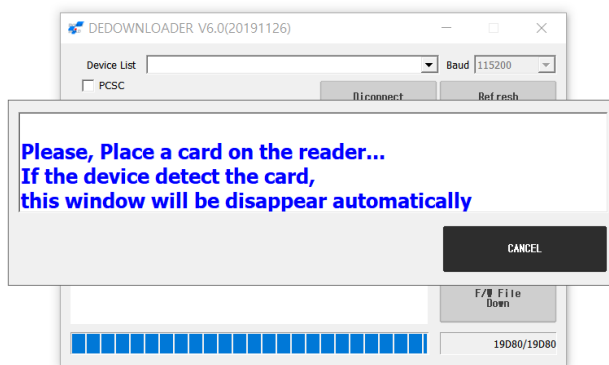 DEDOWNLOADER V6.0(20191126)
Device List
Baud 115200
PCSC
Diconnect
Refresh
Please, Place a card on the reader...
If the device detect the card,
this window will be disappear automatically
CANCEL
F/W File
Down
19D80/19D80